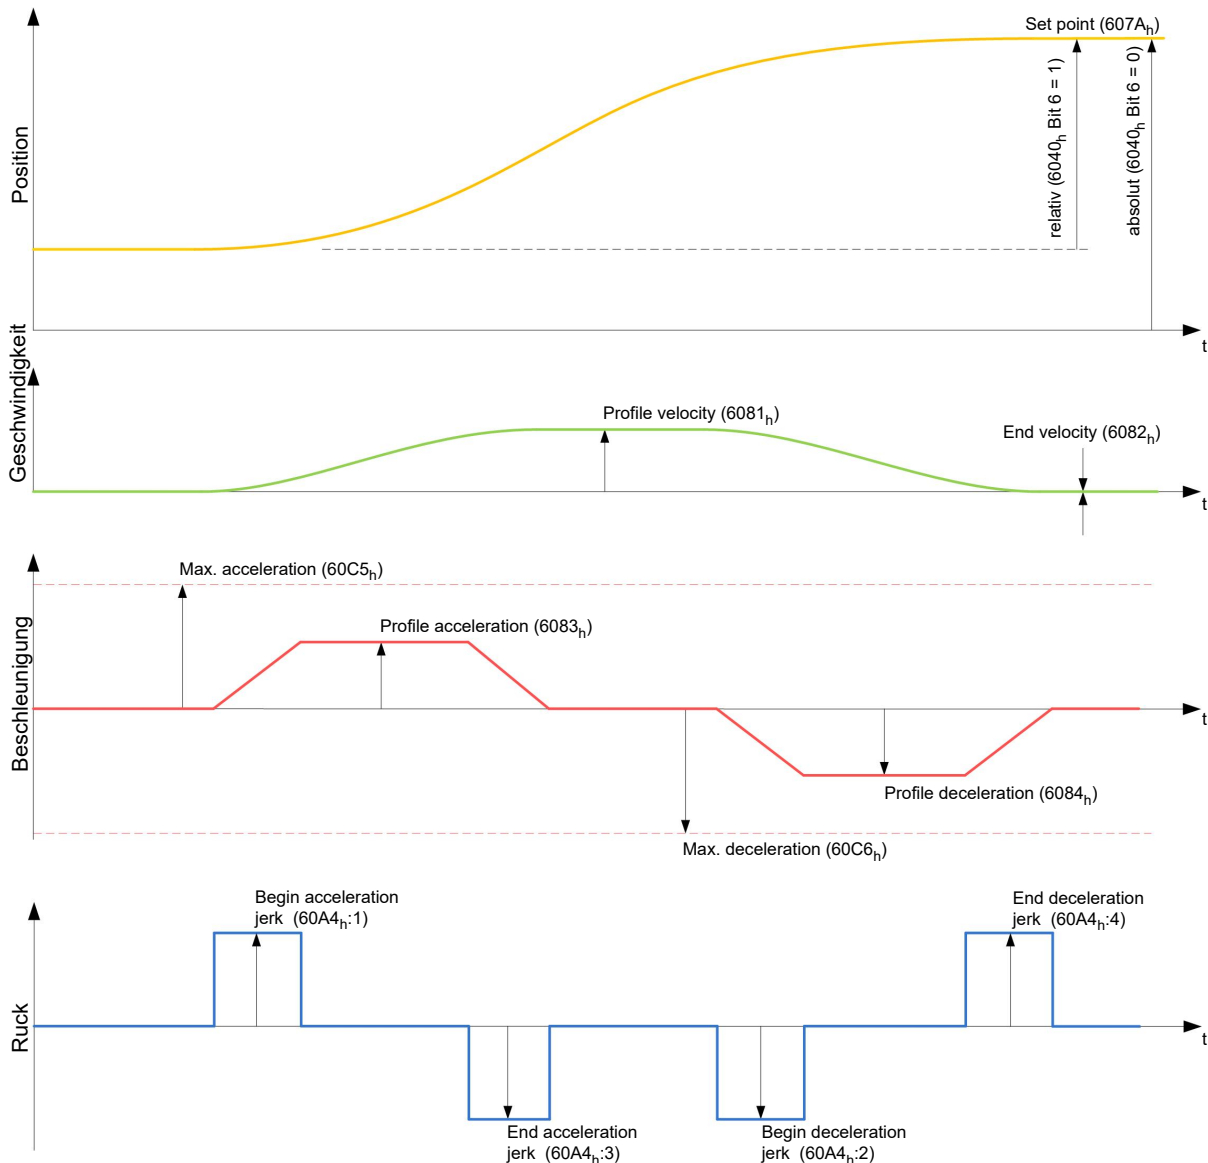 Set point (607Ah)
Position
relativ (6040h Bit 6 = 1)
absolut (6040h Bit 6 = 0)
t
Geschwindigkeit
Profile velocity (6081h)
End velocity (6082h)
t
Beschleunigung
Max. acceleration (60C5h)
Profile acceleration (6083h)
t
Profile deceleration (6084h)
Max. deceleration (60C6h)
Ruck
Begin acceleration
jerk (60A4h:1)
End deceleration
jerk (60A4h:4)
t
End acceleration
jerk (60A4h:3)
Begin deceleration
jerk (60A4h:2)